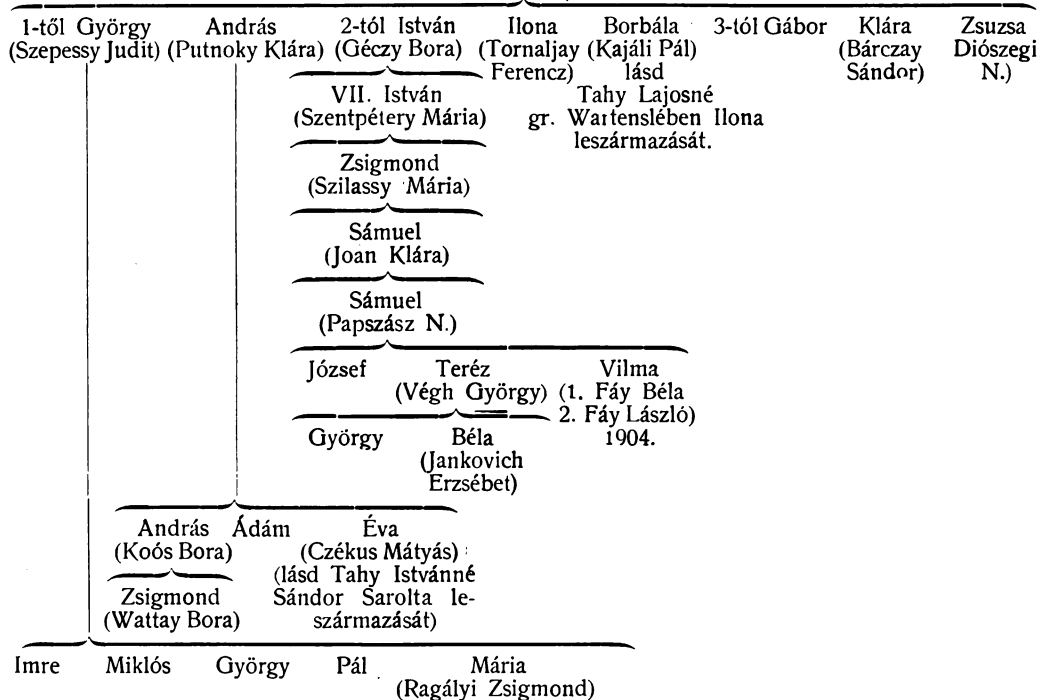 1-től György András 2-tól István Ilona Borbála 3-tól Gábor Klára Zsuzsa
(Szepessy Judit) (Putnoky Klára) (Géczy Bora) (Tornaljay (Kajáli Pál) (Bárczay Diószegi
Ferencz) lásd Sándor) N.)
VII. István Tahy Lajosné
(Szentpétery Mária) gr. Wartenslében Ilona
leszármazását.
Zsigmond
(Szilassy Mária)
Sámuel
(Joan Klára)
Sámuel
(Papszász N.)
József Teréz Vilma
(Végh György) (1. Fáy Béla
2. Fáy László)
György Béla 1904.
(Jankovich
Erzsébet)
András Ádám Éva
(Koós Bora) (Czékus Mátyás)
(lásd Tahy Istvánné
Zsigmond Sándor Sarolta le-
(Wattay Bora) származását)
Imre Miklós György Pál Mária
(Ragályi Zsigmond)